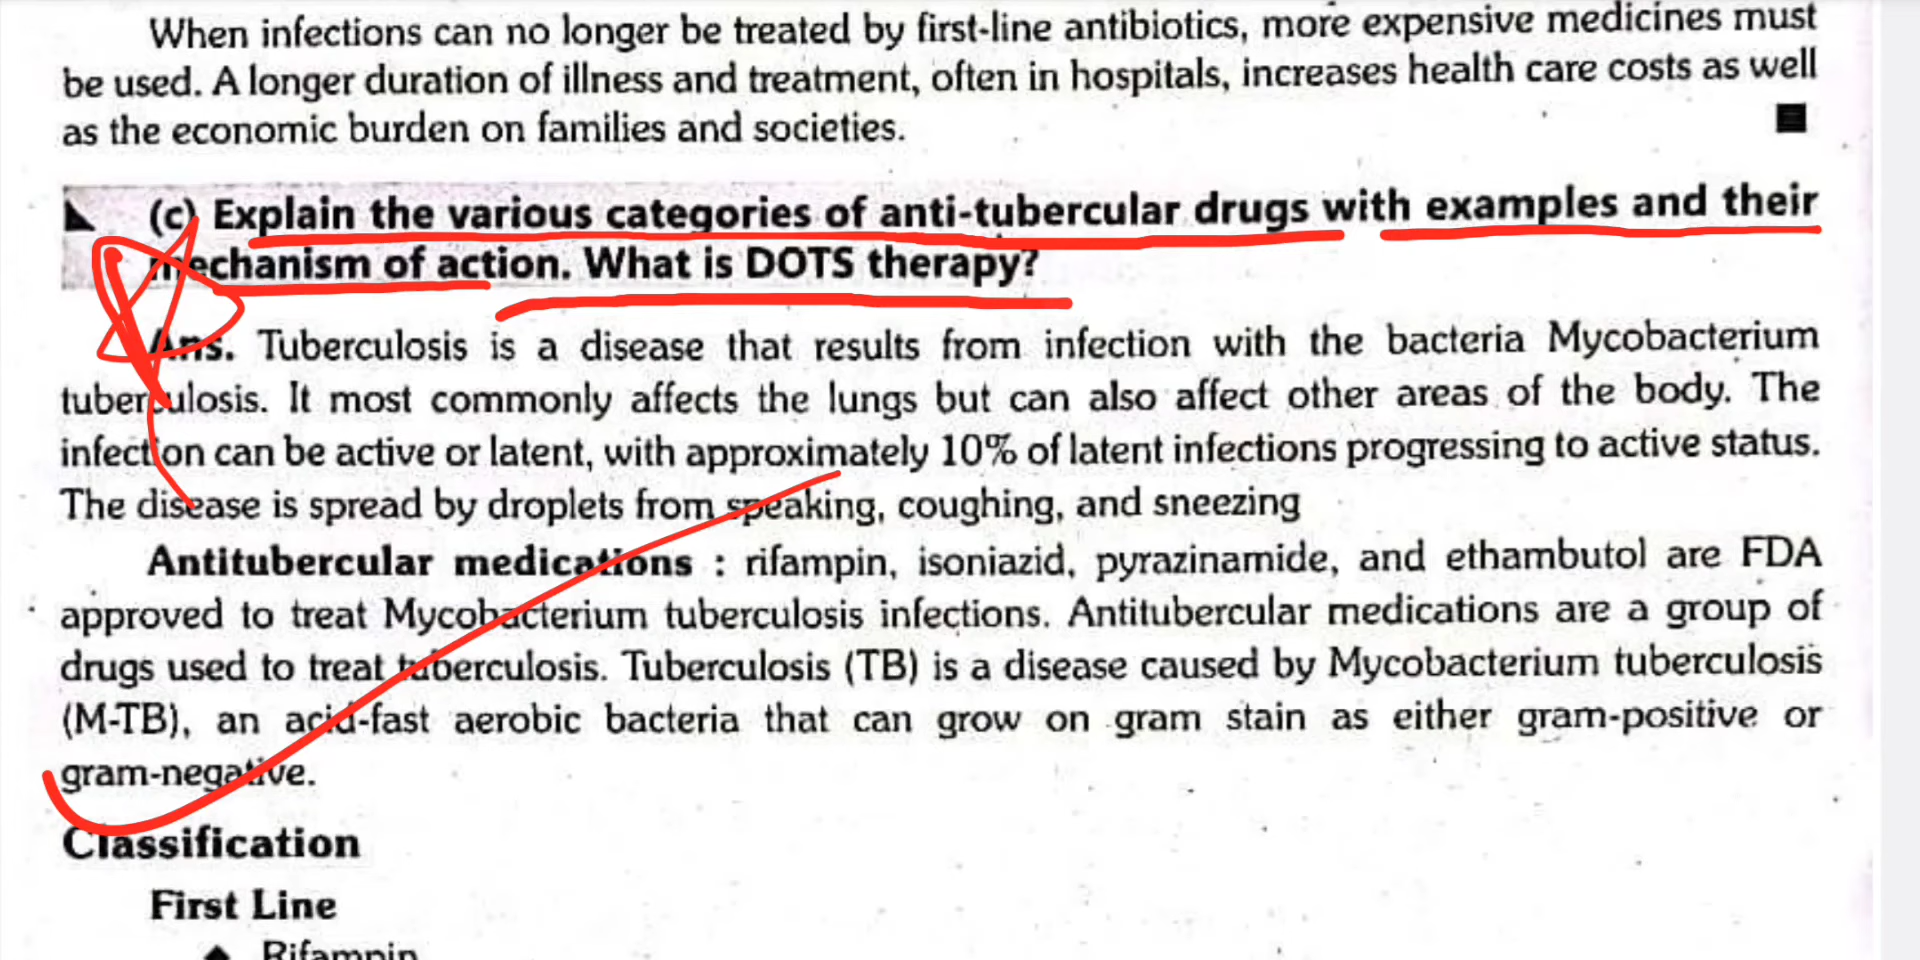 When infections can no longer be treated by first-line antibiotics, more expensive medicines must
be used. A longer duration of illness and treatment, often in hospitals, increases health care costs as well
as the economic burden on families and societies.
(c) Explain the various categories of anti-tubercular drugs with examples and their
mechanism of action. What is DOTS therapy?
Ans. Tuberculosis is a disease that results from infection with the bacteria Mycobacterium
tuberculosis. It most commonly affects the lungs but can also affect other areas of the body. The
infection can be active or latent, with approximately 10% of latent infections progressing to active status.
The disease is spread by droplets from speaking, coughing, and sneezing
Antitubercular medications : rifampin, isoniazid, pyrazinamide, and ethambutol are FDA
approved to treat Mycobacterium tuberculosis infections. Antitubercular medications are a group of
drugs used to treat tuberculosis. Tuberculosis (TB) is a disease caused by Mycobacterium tuberculosis
(M-TB), an acid-fast aerobic bacteria that can grow on gram stain as either gram-positive or
gram-negative.
Classification
First Line
Rifampin